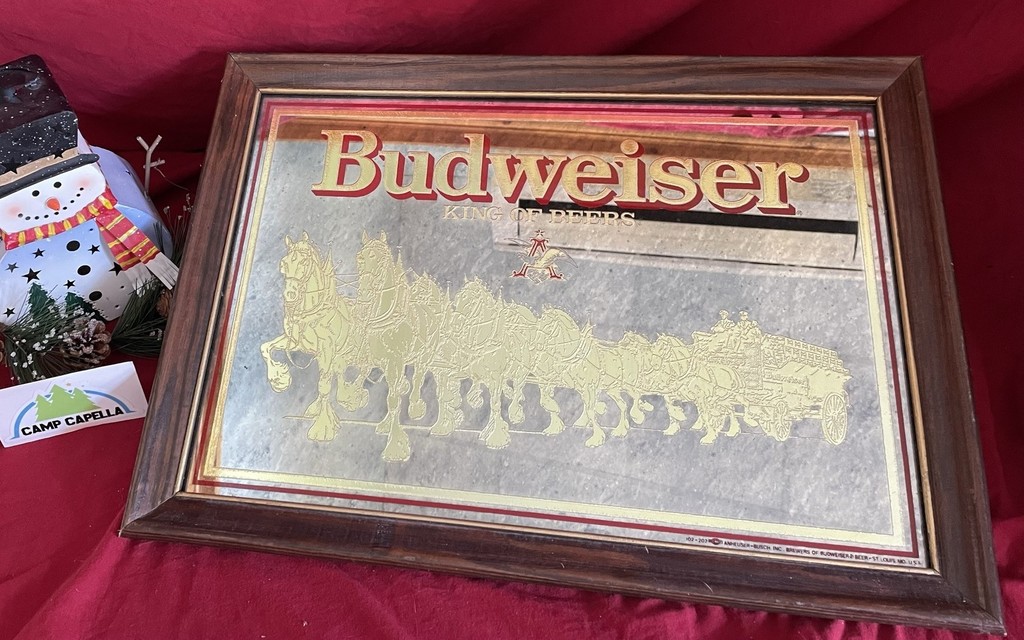 Budweiser®
KING OF BEERS®
CAMP CAPELLA
ANHEUSER-BUSCH, INC. BREWERS OF BUDWEISER® BEER-ST. LOUIS, MO. U.S.A.